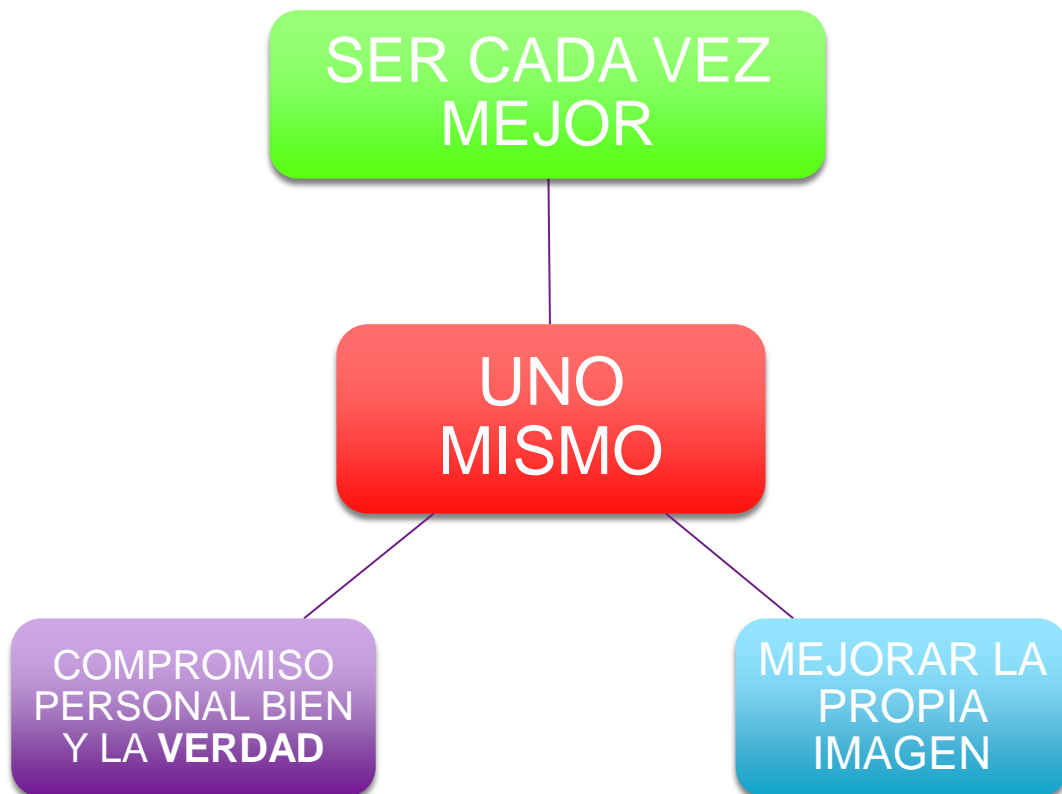 SER CADA VEZ
MEJOR
UNO
MISMO
COMPROMISO
PERSONAL BIEN
Y LA VERDAD
MEJORAR LA
PROPIA
IMAGEN